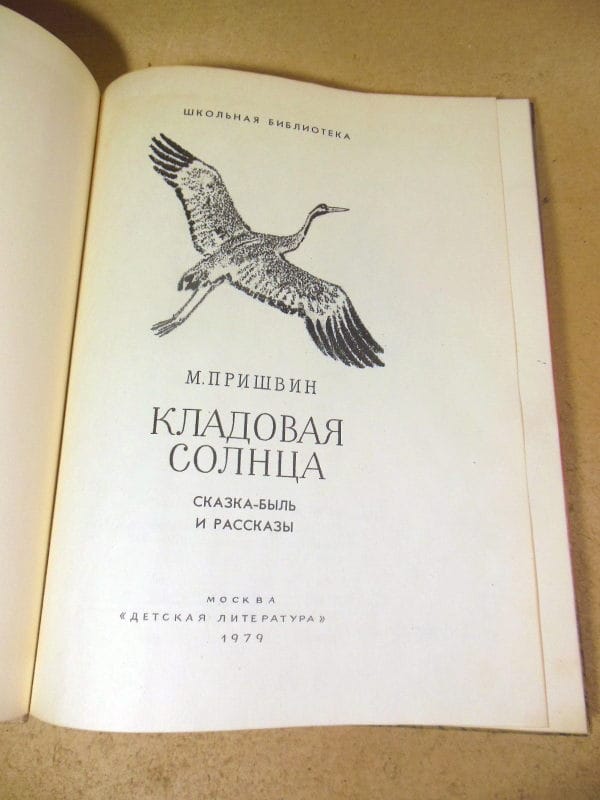 ШКОЛЬНАЯ БИБЛИОТЕКА
М. ПРИШВИН
КЛАДОВАЯ
СОЛНЦА
СКАЗКА-БЫЛЬ
И РАССКАЗЫ
МОСКВА
«ДЕТСКАЯ ЛИТЕРАТУРА»
1979